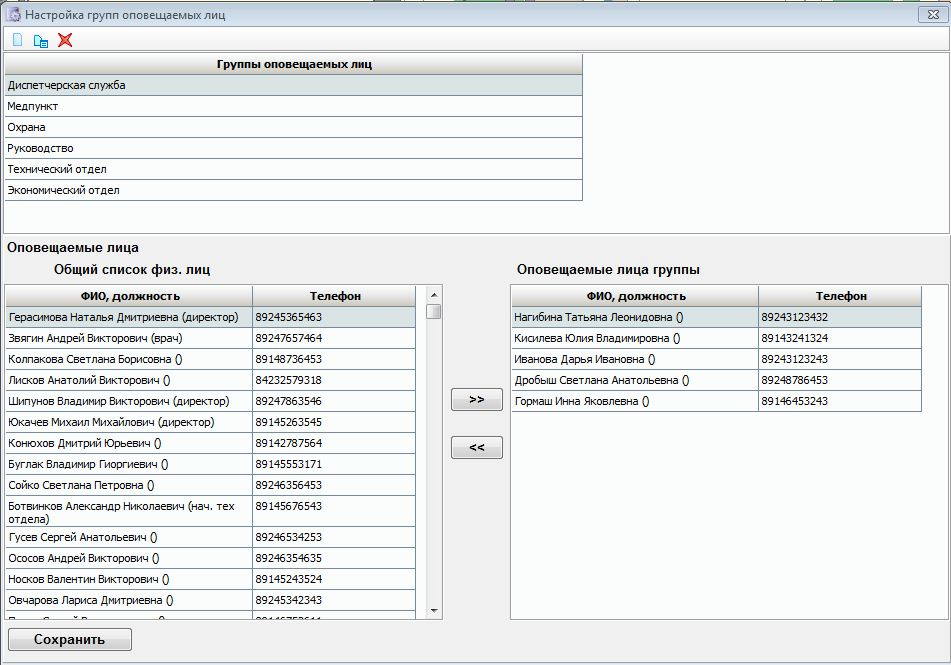 Настройка групп оповещаемых лиц
Группы оповещаемых лиц
Диспетчерская служба
Медпункт
Охрана
Руководство
Технический отдел
Экономический отдел
Оповещаемые лица
Общий список физ. лиц
ФИО, должность Телефон
Герасимова Наталья Дмитриевна (директор) 89245365463
Звягин Андрей Викторович (врач) 89247657464
Колпакова Светлана Борисовна () 89148736453
Лисков Анатолий Викторович () 84232579318
Шипунов Владимир Викторович (директор) 89247863546
Юкачев Михаил Михайлович (директор) 89145263545
Конюхов Дмитрий Юрьевич () 89142787564
Буглак Владимир Гиоргиевич () 89145553171
Сойко Светлана Петровна () 89246356453
Ботвинков Александр Николаевич (нач. тех 89145676543
отдела)
Гусев Сергей Анатольевич () 89246534253
Ососов Андрей Викторович () 89246354635
Носков Валентин Викторович () 89145243524
Овчарова Лариса Дмитриевна () 89245342343
>>
<<
Оповещаемые лица группы
ФИО, должность Телефон
Нагибина Татьяна Леонидовна () 89243123432
Кисилева Юлия Владимировна () 89143241324
Иванова Дарья Ивановна () 89243123243
Дробыш Светлана Анатольевна () 89248786453
Гормаш Инна Яковлевна () 89146453243
Сохранить